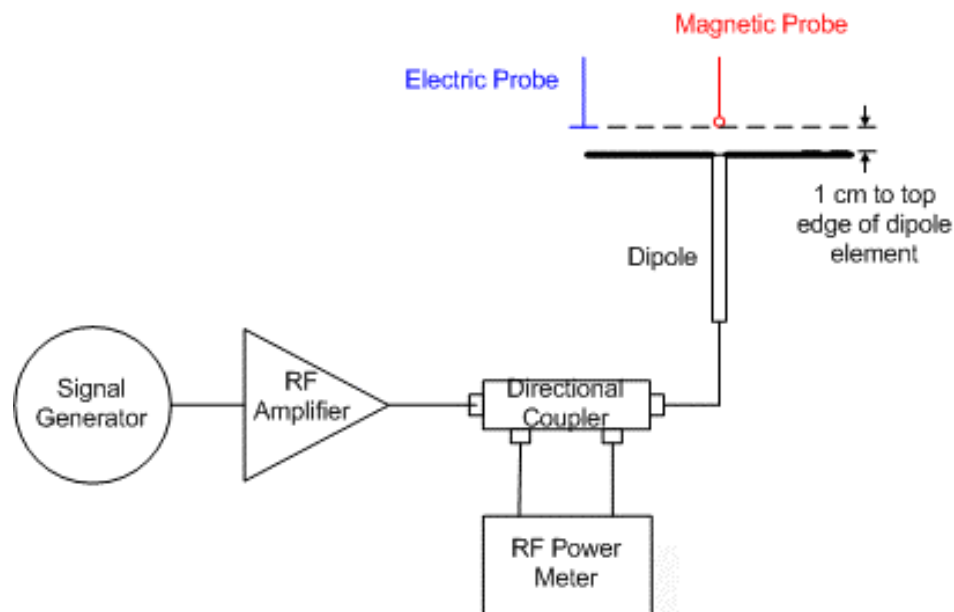 Magnetic Probe
Electric Probe
1 cm to top
edge of dipole
element
Dipole
Signal
Generator
RF
Amplifier
Directional
Coupler
RF Power
Meter